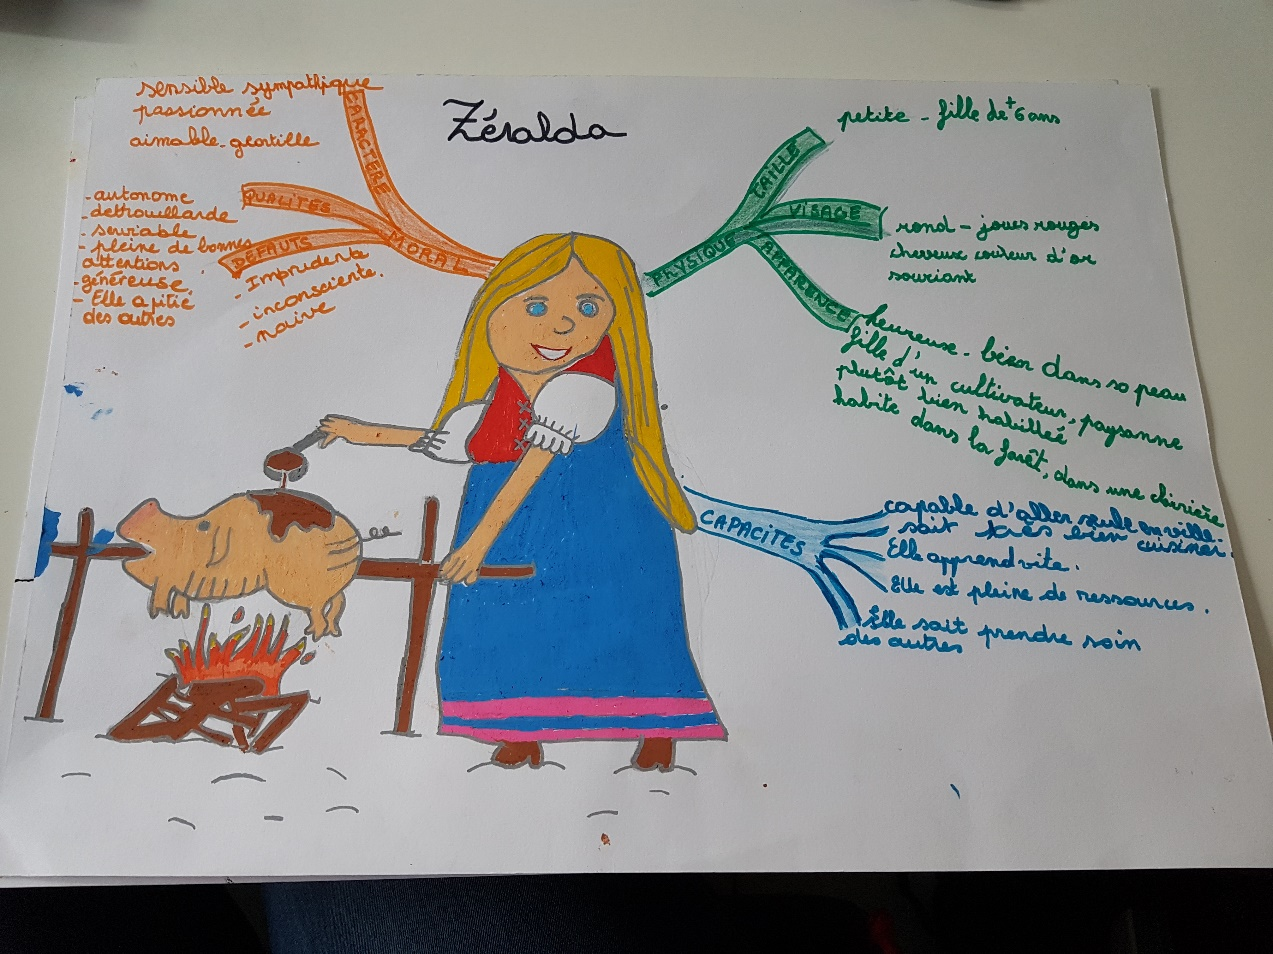 Zéralda
sensible sympathique
passionnée
aimable - gentille
CARACTERE
QUALITES
- autonome
- débrouillarde
- serviable
- pleine de bonnes
attentions
- généreuse.
- Elle a pitié
des autres
DEFAUTS
- Imprudente
- inconsciente.
- naïve
MORAL
PHYSIQUE
TAILLE
petite - fille de + 6 ans
VISAGE
rond - joues rouges
cheveux couleur d'or
souriant
APPARENCE
heureuse - bien dans sa peau
fille d'un cultivateur, paysanne
plutôt bien habillée
habite dans la forêt, dans une clairière
CAPACITES
capable d'aller seule en ville.
sait très bien cuisiner.
Elle apprend vite.
Elle est pleine de ressources.
Elle sait prendre soin
des autres